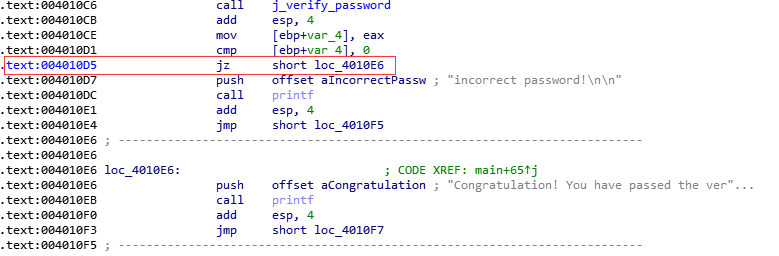 .text:004010C6                 call    j_verify_password
.text:004010CB                 add     esp, 4
.text:004010CE                 mov     [ebp+var_4], eax
.text:004010D1                 cmp     [ebp+var_4], 0
.text:004010D5                 jz      short loc_4010E6
.text:004010D7                 push    offset aIncorrectPassw ; "incorrect password!\n\n"
.text:004010DC                 call    printf
.text:004010E1                 add     esp, 4
.text:004010E4                 jmp     short loc_4010F5
.text:004010E6 ; ---------------------------------------------------------------------------
.text:004010E6
.text:004010E6 loc_4010E6:                             ; CODE XREF: main+65↑j
.text:004010E6                 push    offset aCongratulation ; "Congratulation! You have passed the ver"...
.text:004010EB                 call    printf
.text:004010F0                 add     esp, 4
.text:004010F3                 jmp     short loc_4010F7
.text:004010F5 ; ---------------------------------------------------------------------------